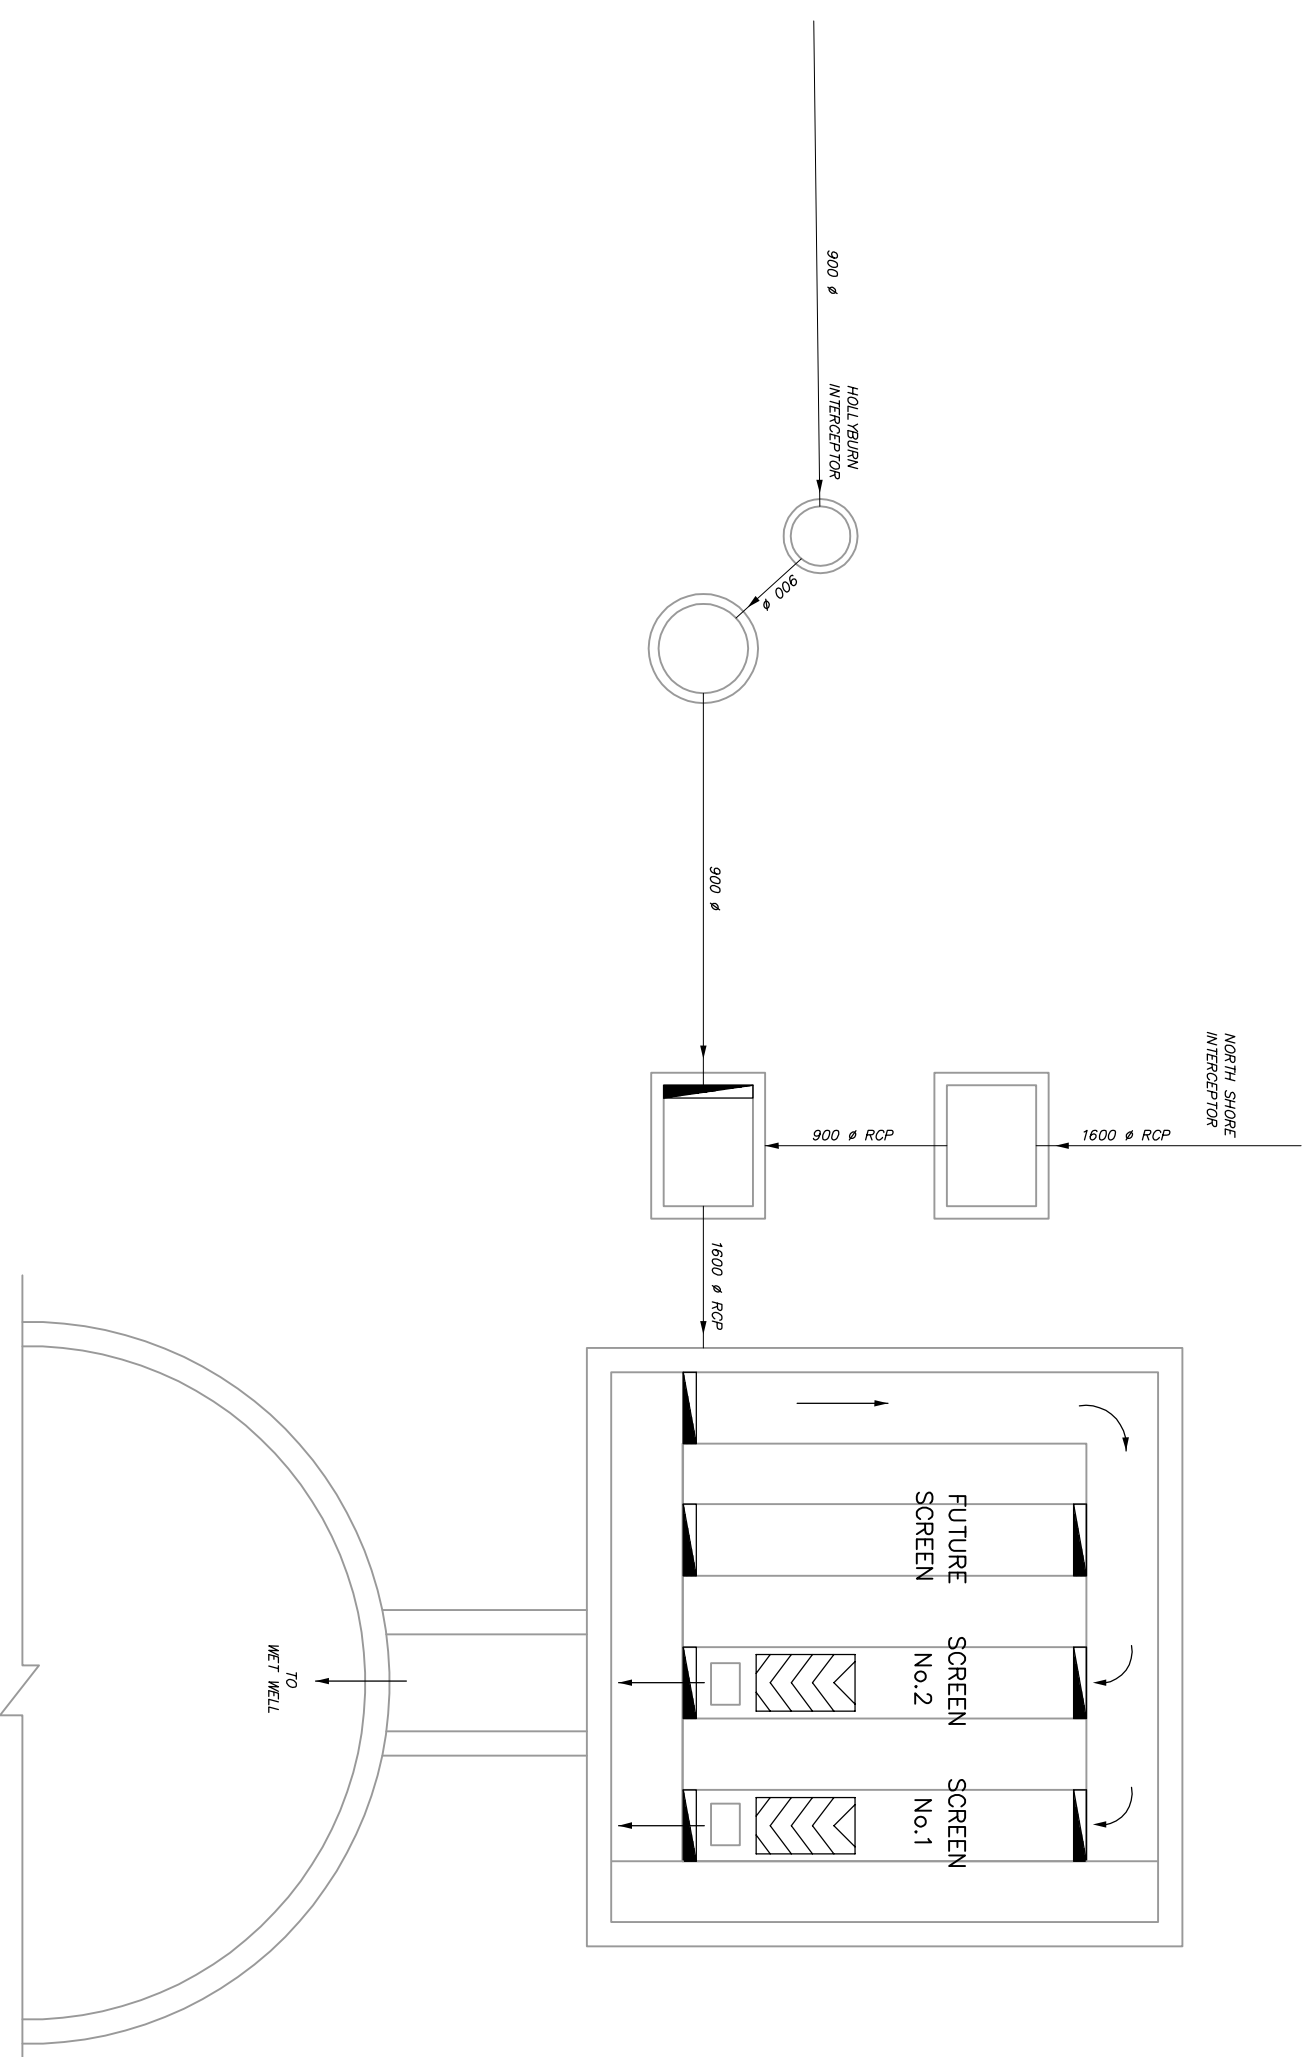 900 ø
HOLLYBURN
INTERCEPTOR
900 ø
900 ø
NORTH SHORE
INTERCEPTOR
1600 ø RCP
900 ø RCP
1600 ø RCP
FUTURE
SCREEN
SCREEN
No.2
SCREEN
No.1
TO
WET WELL